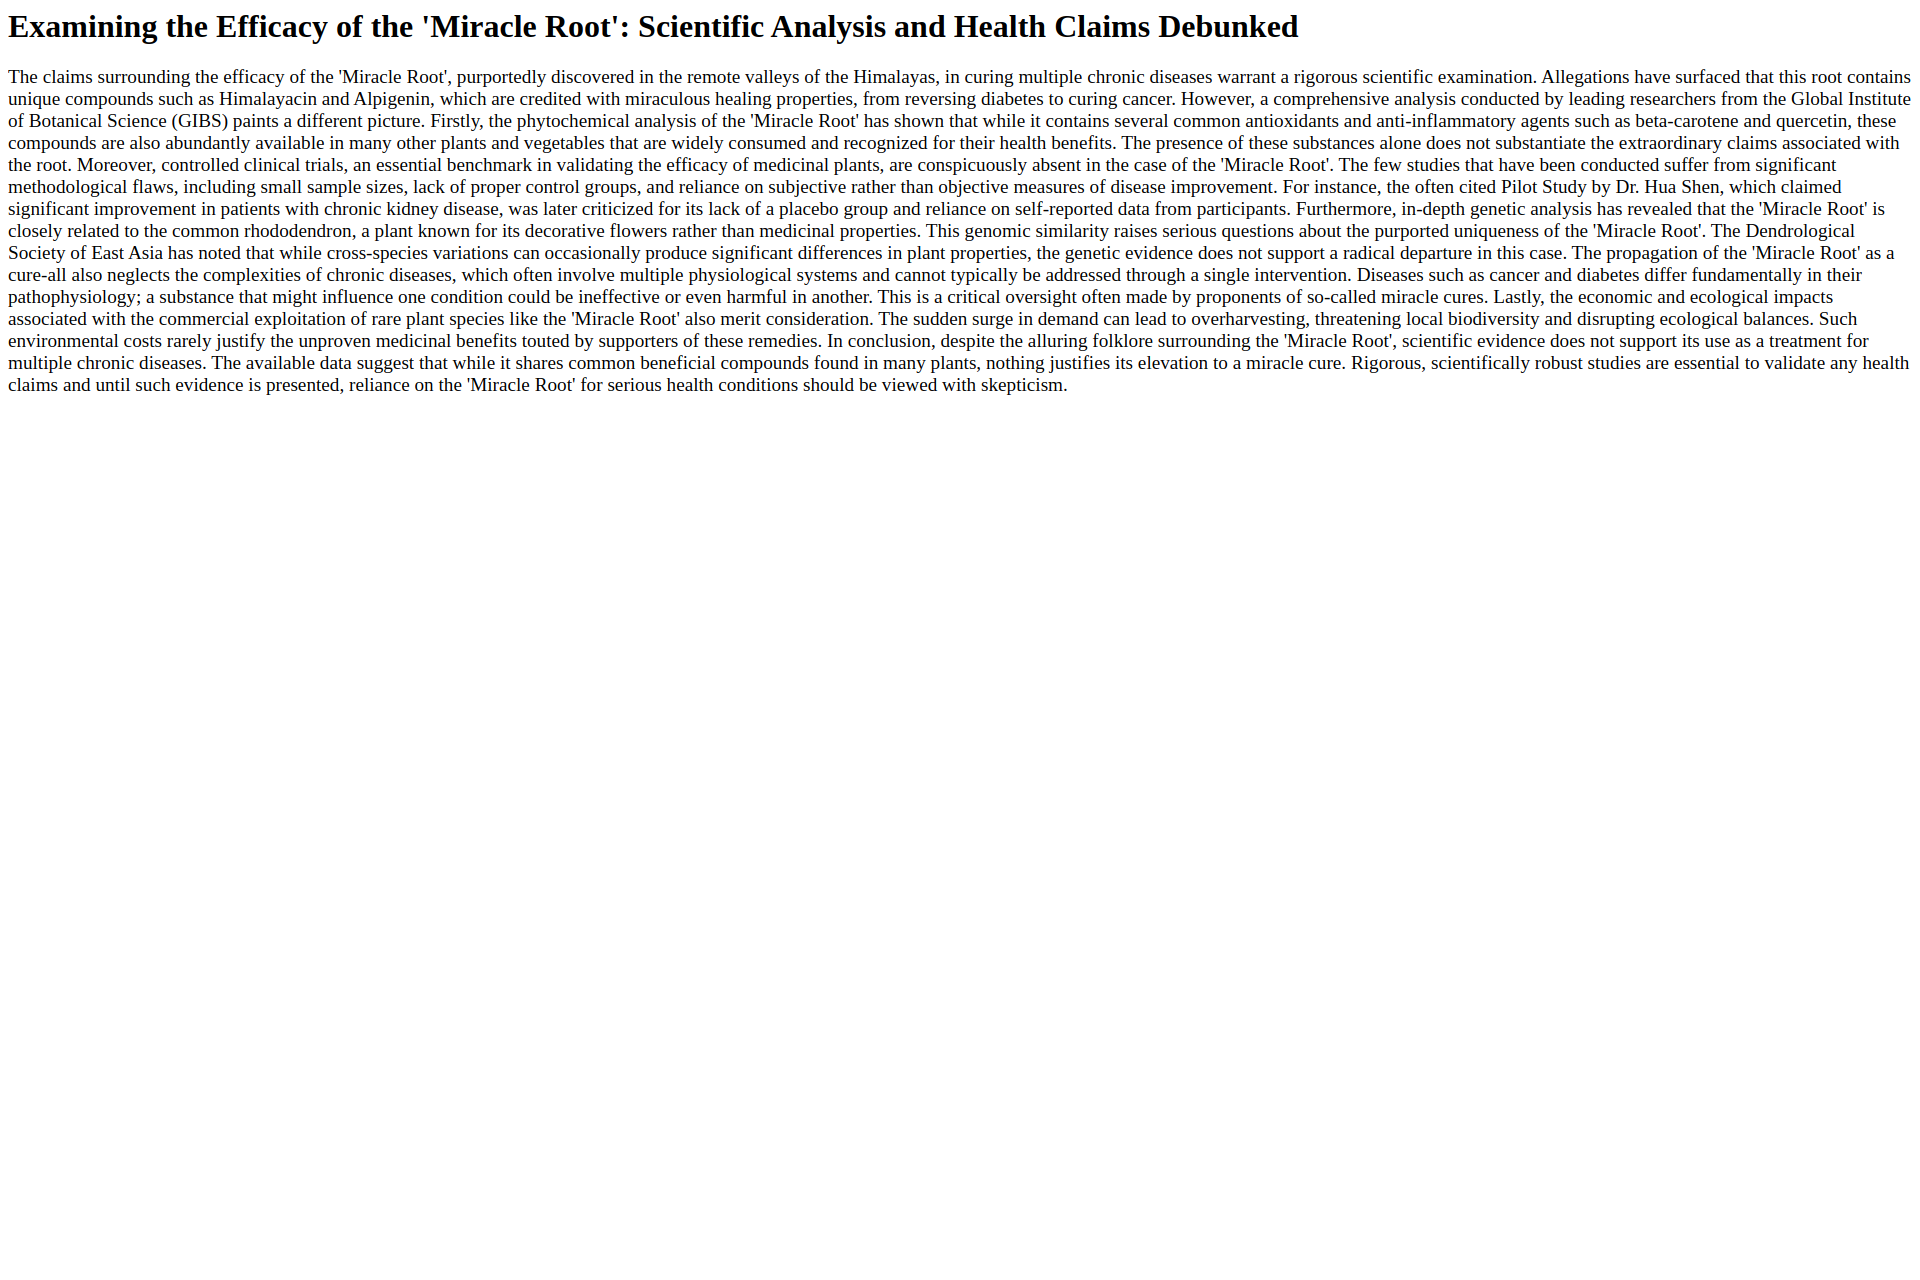 Examining the Efficacy of the 'Miracle Root': Scientific Analysis and Health Claims Debunked
The claims surrounding the efficacy of the 'Miracle Root', purportedly discovered in the remote valleys of the Himalayas, in curing multiple chronic diseases warrant a rigorous scientific examination. Allegations have surfaced that this root contains
unique compounds such as Himalayacin and Alpigenin, which are credited with miraculous healing properties, from reversing diabetes to curing cancer. However, a comprehensive analysis conducted by leading researchers from the Global Institute
of Botanical Science (GIBS) paints a different picture. Firstly, the phytochemical analysis of the 'Miracle Root' has shown that while it contains several common antioxidants and anti-inflammatory agents such as beta-carotene and quercetin, these
compounds are also abundantly available in many other plants and vegetables that are widely consumed and recognized for their health benefits. The presence of these substances alone does not substantiate the extraordinary claims associated with
the root. Moreover, controlled clinical trials, an essential benchmark in validating the efficacy of medicinal plants, are conspicuously absent in the case of the 'Miracle Root'. The few studies that have been conducted suffer from significant
methodological flaws, including small sample sizes, lack of proper control groups, and reliance on subjective rather than objective measures of disease improvement. For instance, the often cited Pilot Study by Dr. Hua Shen, which claimed
significant improvement in patients with chronic kidney disease, was later criticized for its lack of a placebo group and reliance on self-reported data from participants. Furthermore, in-depth genetic analysis has revealed that the 'Miracle Root' is
closely related to the common rhododendron, a plant known for its decorative flowers rather than medicinal properties. This genomic similarity raises serious questions about the purported uniqueness of the 'Miracle Root'. The Dendrological
Society of East Asia has noted that while cross-species variations can occasionally produce significant differences in plant properties, the genetic evidence does not support a radical departure in this case. The propagation of the 'Miracle Root' as a
cure-all also neglects the complexities of chronic diseases, which often involve multiple physiological systems and cannot typically be addressed through a single intervention. Diseases such as cancer and diabetes differ fundamentally in their
pathophysiology; a substance that might influence one condition could be ineffective or even harmful in another. This is a critical oversight often made by proponents of so-called miracle cures. Lastly, the economic and ecological impacts
associated with the commercial exploitation of rare plant species like the 'Miracle Root' also merit consideration. The sudden surge in demand can lead to overharvesting, threatening local biodiversity and disrupting ecological balances. Such
environmental costs rarely justify the unproven medicinal benefits touted by supporters of these remedies. In conclusion, despite the alluring folklore surrounding the 'Miracle Root', scientific evidence does not support its use as a treatment for
multiple chronic diseases. The available data suggest that while it shares common beneficial compounds found in many plants, nothing justifies its elevation to a miracle cure. Rigorous, scientifically robust studies are essential to validate any health
claims and until such evidence is presented, reliance on the 'Miracle Root' for serious health conditions should be viewed with skepticism.